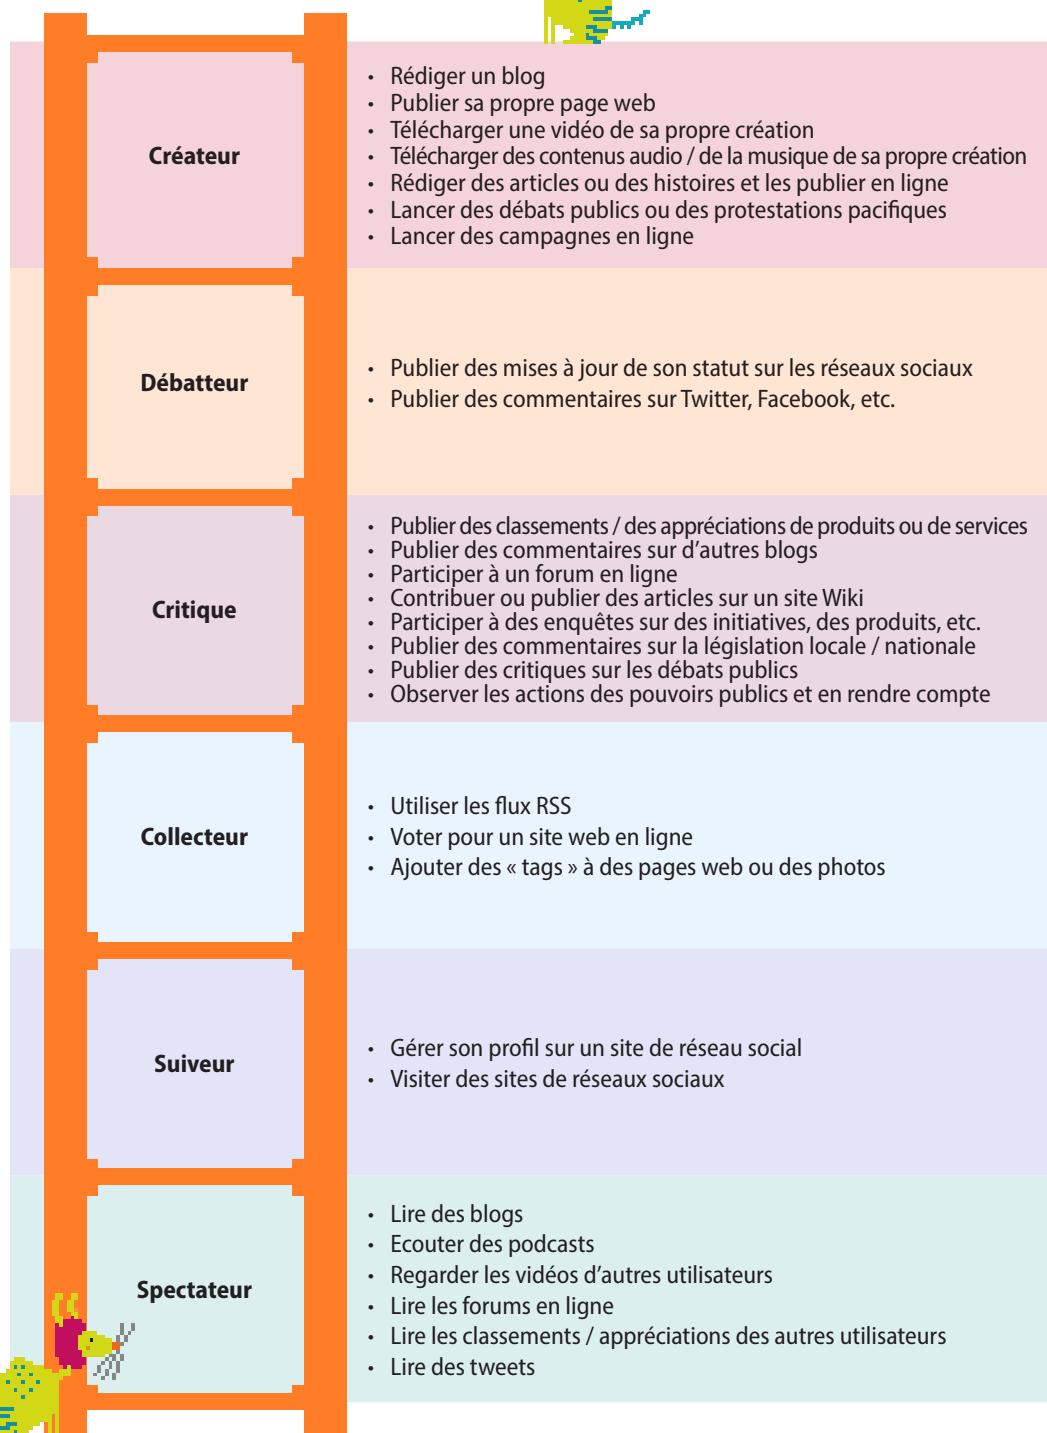 Créateur
• Rédiger un blog
• Publier sa propre page web
• Télécharger une vidéo de sa propre création
• Télécharger des contenus audio / de la musique de sa propre création
• Rédiger des articles ou des histoires et les publier en ligne
• Lancer des débats publics ou des protestations pacifiques
• Lancer des campagnes en ligne
Débatteur
• Publier des mises à jour de son statut sur les réseaux sociaux
• Publier des commentaires sur Twitter, Facebook, etc.
Critique
• Publier des classements / des appréciations de produits ou de services
• Publier des commentaires sur d’autres blogs
• Participer à un forum en ligne
• Contribuer ou publier des articles sur un site Wiki
• Participer à des enquêtes sur des initiatives, des produits, etc.
• Publier des commentaires sur la législation locale / nationale
• Publier des critiques sur les débats publics
• Observer les actions des pouvoirs publics et en rendre compte
Collecteur
• Utiliser les flux RSS
• Voter pour un site web en ligne
• Ajouter des « tags » à des pages web ou des photos
Suiveur
• Gérer son profil sur un site de réseau social
• Visiter des sites de réseaux sociaux
Spectateur
• Lire des blogs
• Ecouter des podcasts
• Regarder les vidéos d’autres utilisateurs
• Lire les forums en ligne
• Lire les classements / appréciations des autres utilisateurs
• Lire des tweets